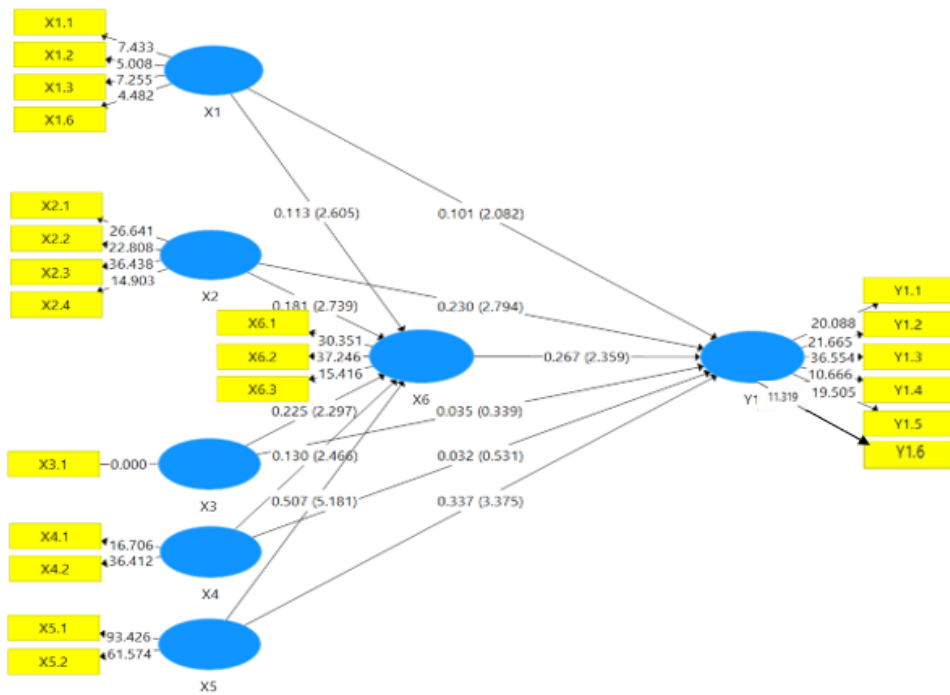 X1.1
7.433
X1.2
5.008
X1.3
7.255
4.482
X1.6
X1
0.113 (2.605)
0.101 (2.082)
X2.1
26.641
X2.2
22.808
X2.3
36.438
14.903
X2.4
X2
0.181 (2.739)
0.230 (2.794)
X6.1
30.351
X6.2
37.246
X6.3
15.416
X6
0.267 (2.359)
Y1.1
20.088
Y1.2
21.665
Y1.3
36.554
10.666
Y1.4
19.505
Y1.5
Y1
11.319
Y1.6
0.225 (2.297)
0.035 (0.339)
X3.1
0.000
X3
0.130 (2.466)
0.032 (0.531)
0.507 (5.181)
0.337 (3.375)
X4.1
16.706
X4.2
36.412
X4
X5.1
93.426
X5.2
61.574
X5